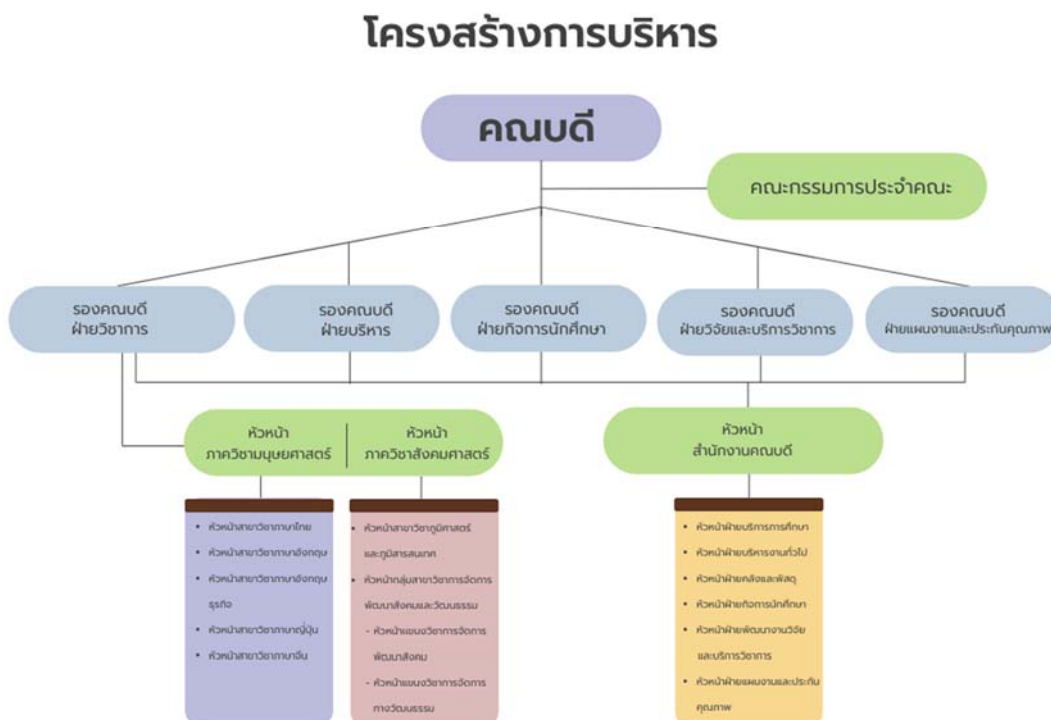 โครงสร้างการบริหาร
คณบดี
คณะกรรมการประจำคณะ
รองคณบดี
ฝ่ายวิชาการ
รองคณบดี
ฝ่ายบริหาร
รองคณบดี
ฝ่ายกิจการนักศึกษา
รองคณบดี
ฝ่ายวิจัยและบริการวิชาการ
รองคณบดี
ฝ่ายแผนงานและประกันคุณภาพ
หัวหน้า
ภาควิชามนุษยศาสตร์
หัวหน้า
ภาควิชาสังคมศาสตร์
หัวหน้า
สำนักงานคณบดี
• หัวหน้าสาขาวิชาภาษาไทย
• หัวหน้าสาขาวิชาภาษาอังกฤษ
• หัวหน้าสาขาวิชาภาษาอังกฤษ
ธุรกิจ
• หัวหน้าสาขาวิชาภาษาญี่ปุ่น
• หัวหน้าสาขาวิชาภาษาจีน
• หัวหน้าสาขาวิชาภูมิศาสตร์
และภูมิสารสนเทศ
• หัวหน้ากลุ่มสาขาวิชาการจัดการ
พัฒนาสังคมและวัฒนธรรม
- หัวหน้าแขนงวิชาการจัดการ
พัฒนาสังคม
- หัวหน้าแขนงวิชาการจัดการ
ทางวัฒนธรรม
• หัวหน้าฝ่ายบริการการศึกษา
• หัวหน้าฝ่ายบริหารงานทั่วไป
• หัวหน้าฝ่ายคลังและพัสดุ
• หัวหน้าฝ่ายกิจการนักศึกษา
• หัวหน้าฝ่ายพัฒนางานวิจัย
และบริการวิชาการ
• หัวหน้าฝ่ายแผนงานและประกัน
คุณภาพ